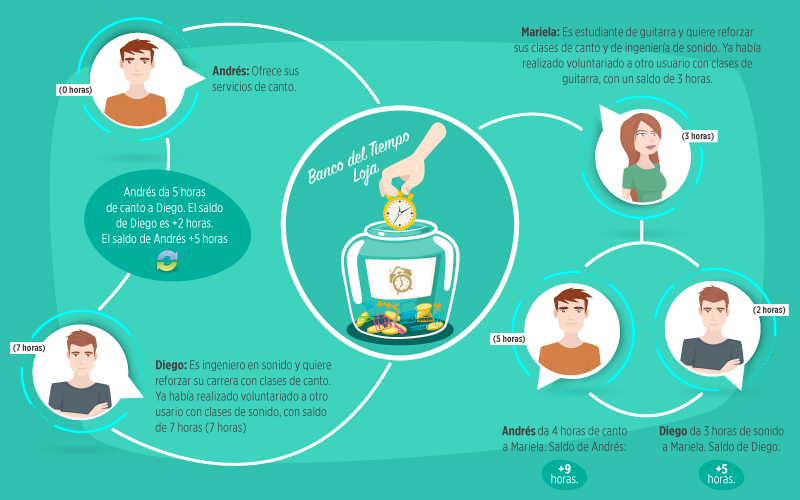 (0 horas)
Andrés: Ofrece sus
servicios de canto.
Andrés da 5 horas
de canto a Diego. El saldo
de Diego es +2 horas.
El saldo de Andrés +5 horas
(7 horas)
Diego: Es ingeniero en sonido y quiere
reforzar su carrera con clases de canto.
Ya había realizado voluntariado a otro
usuario con clases de sonido, con saldo
de 7 horas (7 horas)
Banco del Tiempo
Loja
Mariela: Es estudiante de guitarra y quiere reforzar
sus clases de canto y de ingeniería de sonido. Ya había
realizado voluntariado a otro usuario con clases de
guitarra, con un saldo de 3 horas.
(3 horas)
(5 horas)
(2 horas)
Andrés da 4 horas de canto
a Mariela. Saldo de Andrés:
+9
horas.
Diego da 3 horas de sonido
a Mariela. Saldo de Diego:
+5
horas.